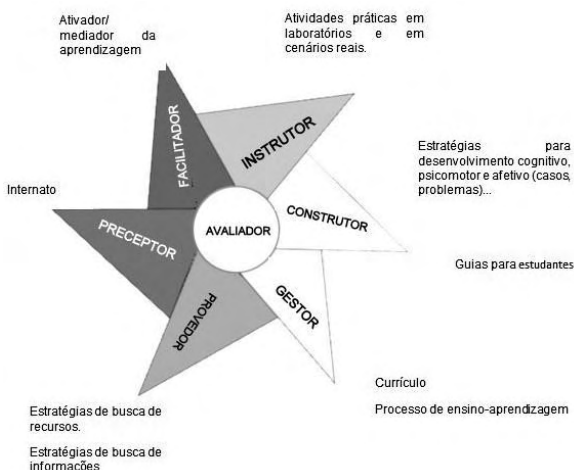 Ativador/
mediador da
aprendizagem
Atividades práticas em
laboratórios e em
cenários reais.
FACILITADOR
INSTRUTOR
Estratégias para
desenvolvimento cognitivo,
psicomotor e afetivo (casos,
problemas)...
Internato
PRECEPTOR
AVALIADOR
CONSTRUTOR
Guias para estudantes
PROVEDOR
GESTOR
Currículo
Processo de ensino-aprendizagem
Estratégias de busca de
recursos.
Estratégias de busca de
informações